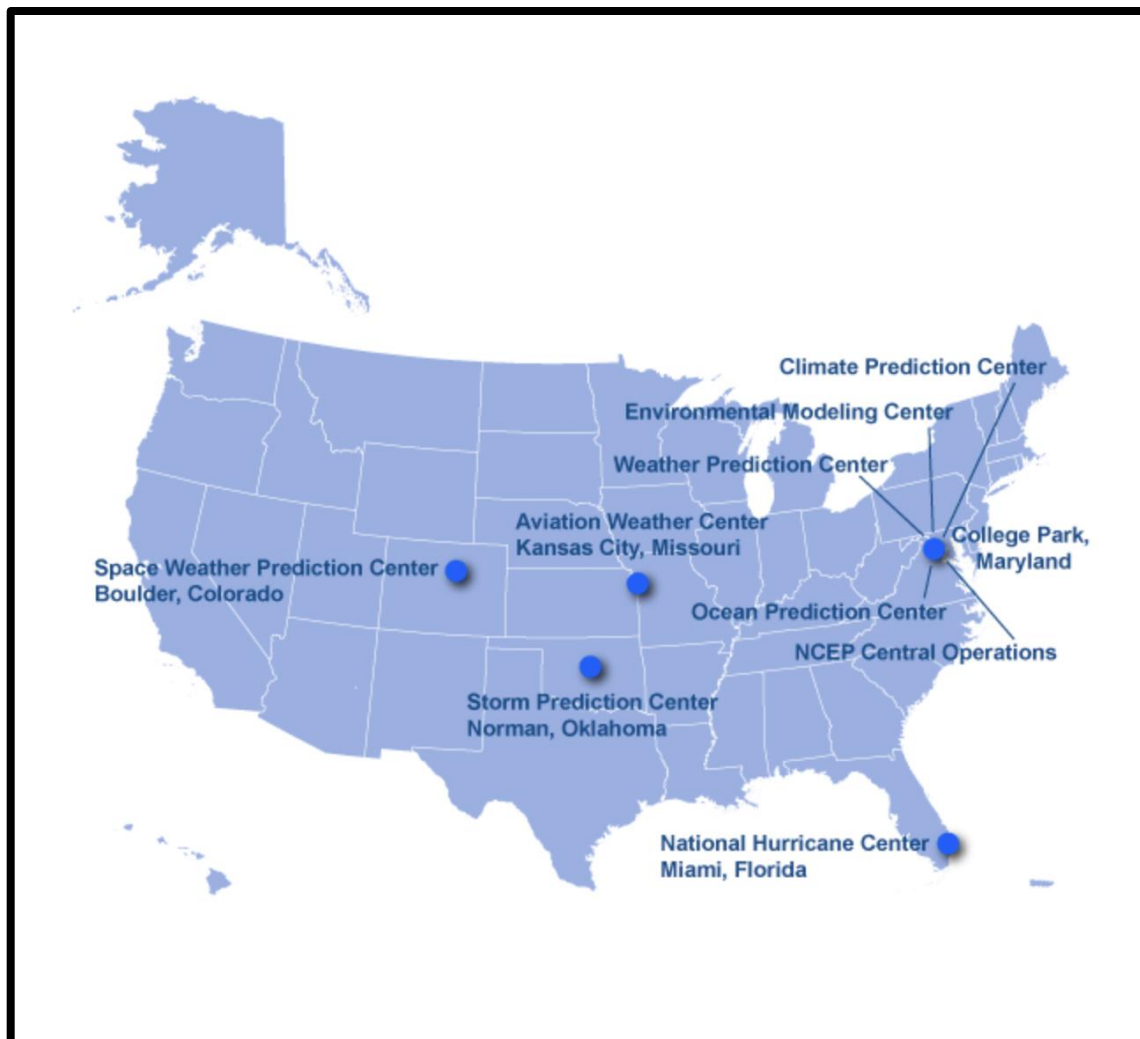 Climate Prediction Center
Environmental Modeling Center
Weather Prediction Center
Aviation Weather Center
Kansas City, Missouri
College Park,
Maryland
Space Weather Prediction Center
Boulder, Colorado
Ocean Prediction Center
NCEP Central Operations
Storm Prediction Center
Norman, Oklahoma
National Hurricane Center
Miami, Florida